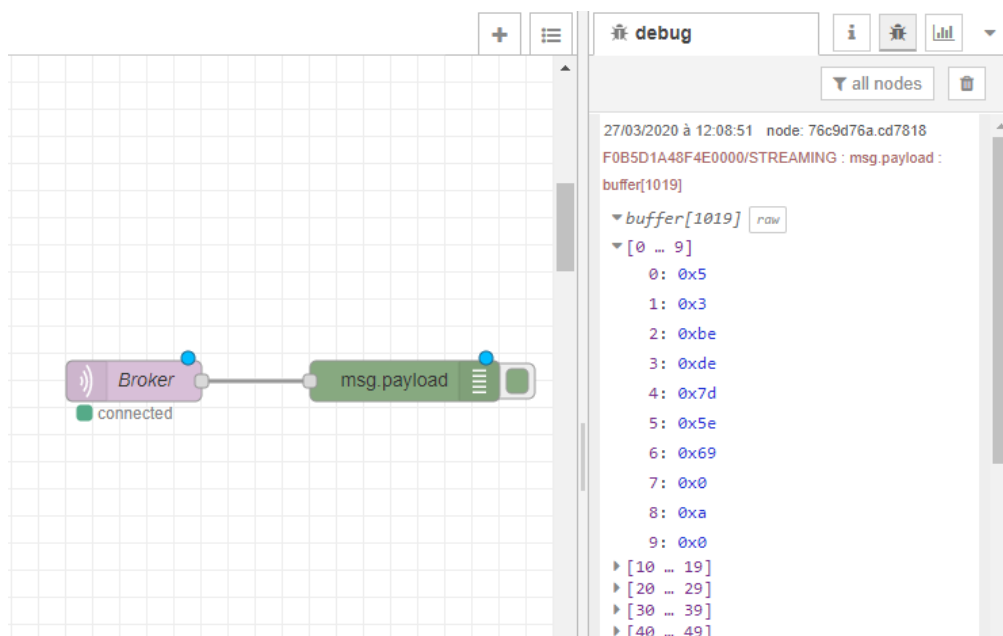 debug
all nodes
27/03/2020 à 12:08:51 node: 76c9d76a.cd7818
F0B5D1A48F4E0000/STREAMING : msg.payload :
buffer[1019]
buffer[1019] raw
[0 … 9]
0: 0x5
1: 0x3
2: 0xbe
3: 0xde
4: 0x7d
5: 0x5e
6: 0x69
7: 0x0
8: 0xa
9: 0x0
[10 … 19]
[20 … 29]
[30 … 39]
[40 … 49]
Broker
connected
msg.payload